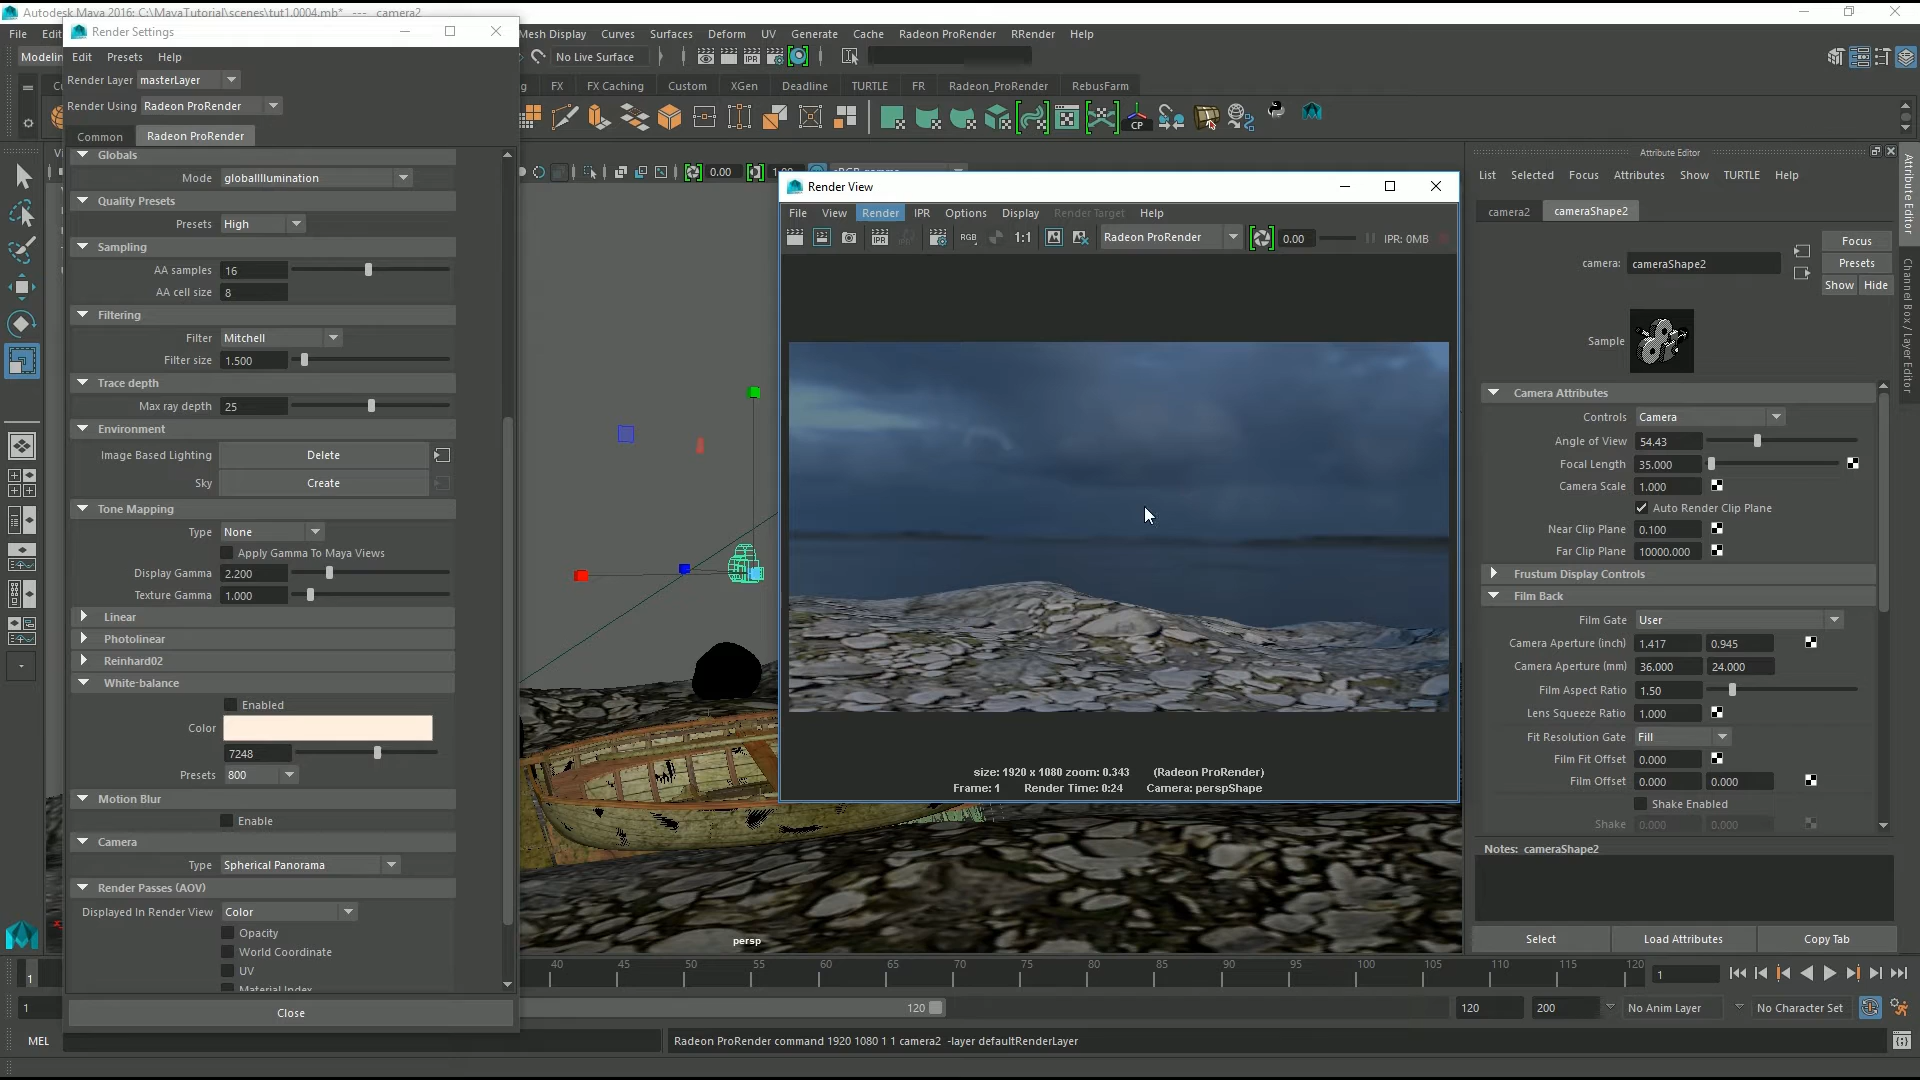 Autodesk Maya 2016: C:\MayaTutorial\scenes\tut1.0004.mb* --- camera2
File Edit Mesh Display Curves Surfaces Deform UV Generate Cache Radeon ProRender RRender Help
Render Settings
No Live Surface
Edit Presets Help
Render Layer masterLayer
Render Using Radeon ProRender
FX FX Caching Custom XGen Deadline TURTLE FR Radeon_ProRender RebusFarm
Common Radeon ProRender
CP
Globals
Mode globalIllumination
Quality Presets
Presets High
Sampling
AA samples 16
AA cell size 8
Filtering
Filter Mitchell
Filter size 1.500
Trace depth
Max ray depth 25
Environment
Image Based Lighting Delete
Sky Create
Tone Mapping
Type None
Apply Gamma To Maya Views
Display Gamma 2.200
Texture Gamma 1.000
Linear
Photolinear
Reinhard02
White-balance
Enabled
Color
7248
Presets 800
Motion Blur
Enable
Camera
Type Spherical Panorama
Render Passes (AOV)
Displayed In Render View Color
Opacity
World Coordinate
UV
Material Index
Close
0.00
Render View
File View Render IPR Options Display Render Target Help
IPR RGB 1:1 Radeon ProRender 0.00 IPR: 0MB
size: 1920 x 1080 zoom: 0.343 (Radeon ProRender)
Frame: 1 Render Time: 0:24 Camera: perspShape
persp
Attribute Editor
List Selected Focus Attributes Show TURTLE Help
camera2 cameraShape2
camera: cameraShape2
Focus
Presets
Show Hide
Sample
Camera Attributes
Controls Camera
Angle of View 54.43
Focal Length 35.000
Camera Scale 1.000
Auto Render Clip Plane
Near Clip Plane 0.100
Far Clip Plane 10000.000
Frustum Display Controls
Film Back
Film Gate User
Camera Aperture (inch) 1.417 0.945
Camera Aperture (mm) 36.000 24.000
Film Aspect Ratio 1.50
Lens Squeeze Ratio 1.000
Fit Resolution Gate Fill
Film Fit Offset 0.000
Film Offset 0.000 0.000
Shake Enabled
Shake 0.000 0.000
Notes: cameraShape2
Select Load Attributes Copy Tab
Attribute Editor
Channel Box / Layer Editor
1 40 45 50 55 60 65 70 75 80 85 90 95 100 105 110 115 120 1
1 120 120 200 No Anim Layer No Character Set
MEL Radeon ProRender command 1920 1080 1 1 camera2 -layer defaultRenderLayer